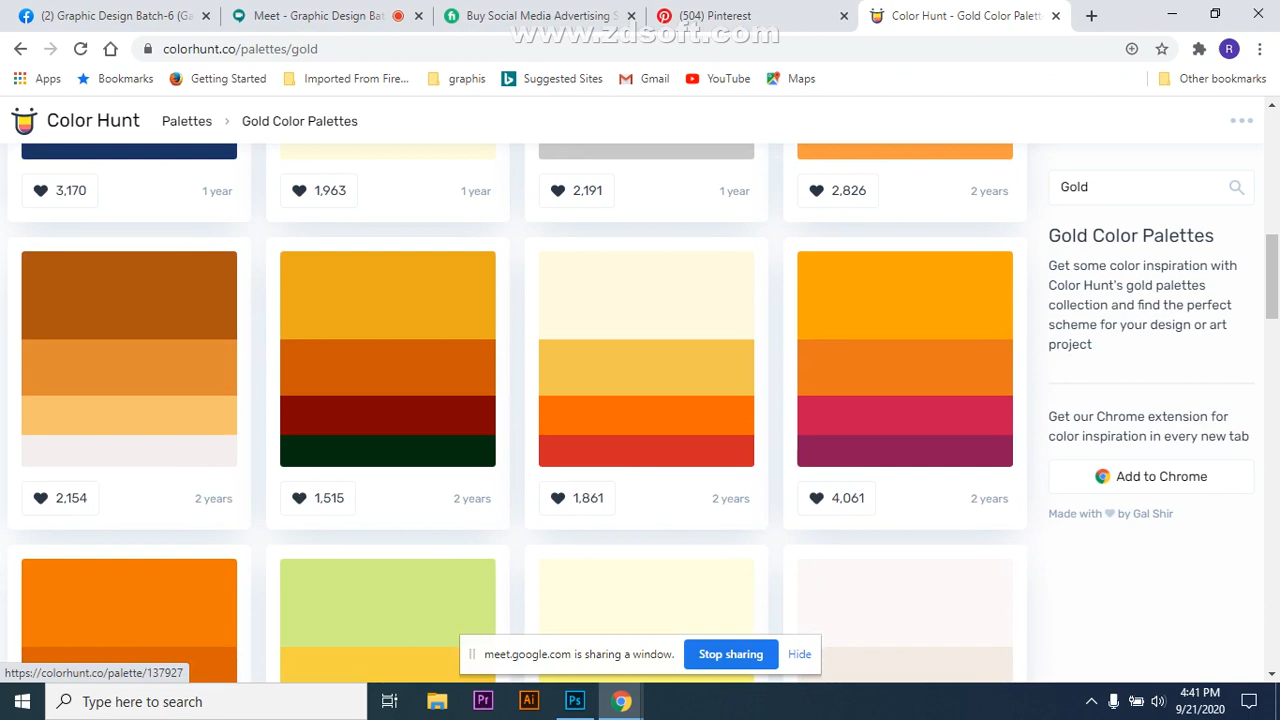 (2) Graphic Design Batch-6 (Ga
Meet - Graphic Design Bat
Buy Social Media Advertising S
(504) Pinterest
Color Hunt - Gold Color Palett
www.zdsoft.com
colorhunt.co/palettes/gold
R
Apps
Bookmarks
Getting Started
Imported From Fire...
graphis
Suggested Sites
Gmail
YouTube
Maps
Other bookmarks
Color Hunt
Palettes › Gold Color Palettes
3,170 1 year
1,963 1 year
2,191 1 year
2,826 2 years
Gold
Gold Color Palettes
Get some color inspiration with
Color Hunt's gold palettes
collection and find the perfect
scheme for your design or art
project
Get our Chrome extension for
color inspiration in every new tab
Add to Chrome
Made with by Gal Shir
2,154 2 years
1,515 2 years
1,861 2 years
4,061 2 years
meet.google.com is sharing a window.
Stop sharing
Hide
https://colorhunt.co/palette/137927
Type here to search
Pr
Ai
Ps
4:41 PM
9/21/2020